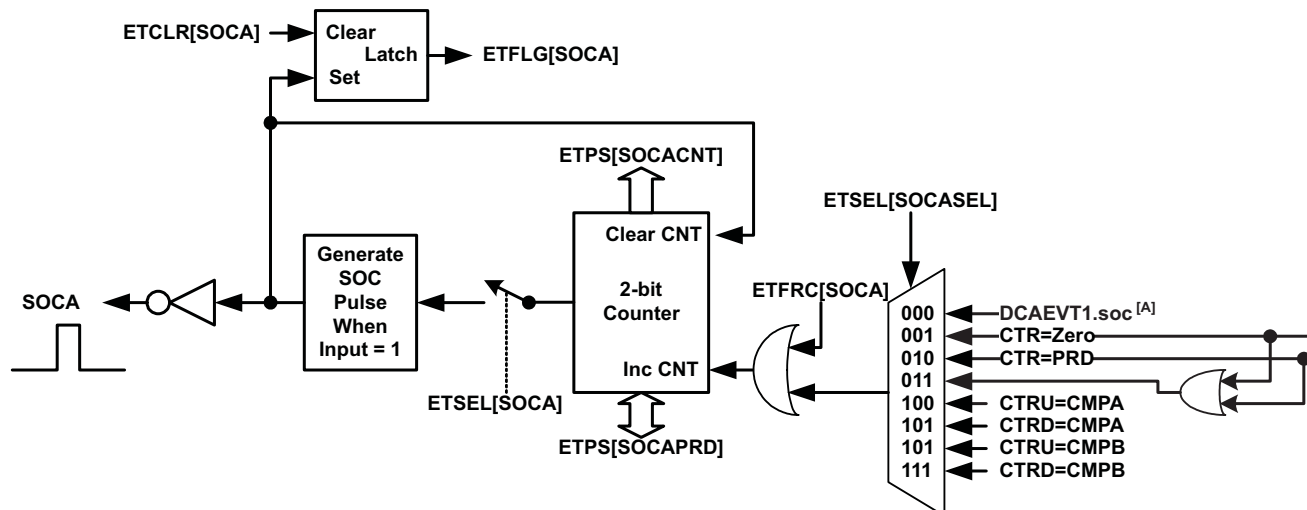 ETCLR[SOCA]
Clear
Latch
Set
ETFLG[SOCA]
ETPS[SOCACNT]
ETSEL[SOCASEL]
Clear CNT
2-bit
Counter
Inc CNT
Generate
SOC
Pulse
When
Input = 1
SOCA
ETSEL[SOCA]
ETPS[SOCAPRD]
ETFRC[SOCA]
000
DCAEVT1.soc [A]
001
CTR=Zero
010
CTR=PRD
011
100
CTRU=CMPA
101
CTRD=CMPA
101
CTRU=CMPB
111
CTRD=CMPB